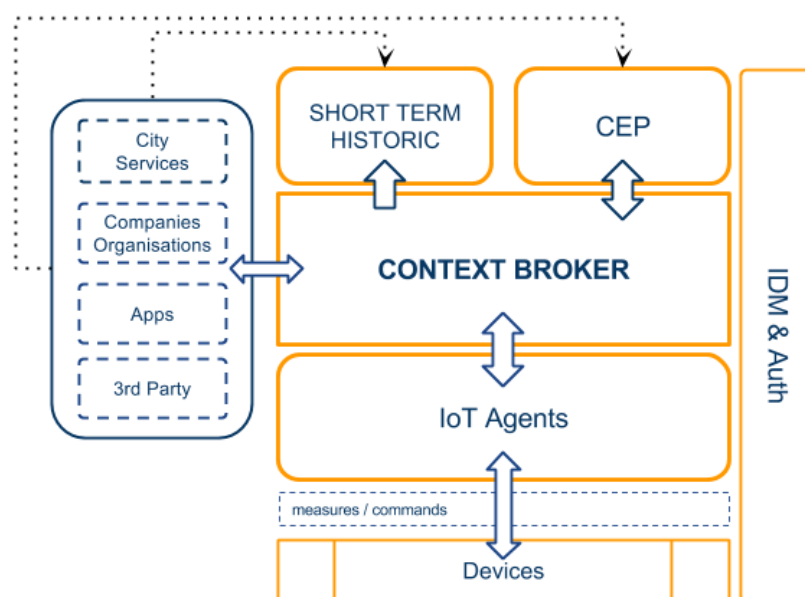 SHORT TERM
HISTORIC
CEP
City
Services
Companies
Organisations
Apps
3rd Party
CONTEXT BROKER
IoT Agents
measures / commands
Devices
IDM & Auth